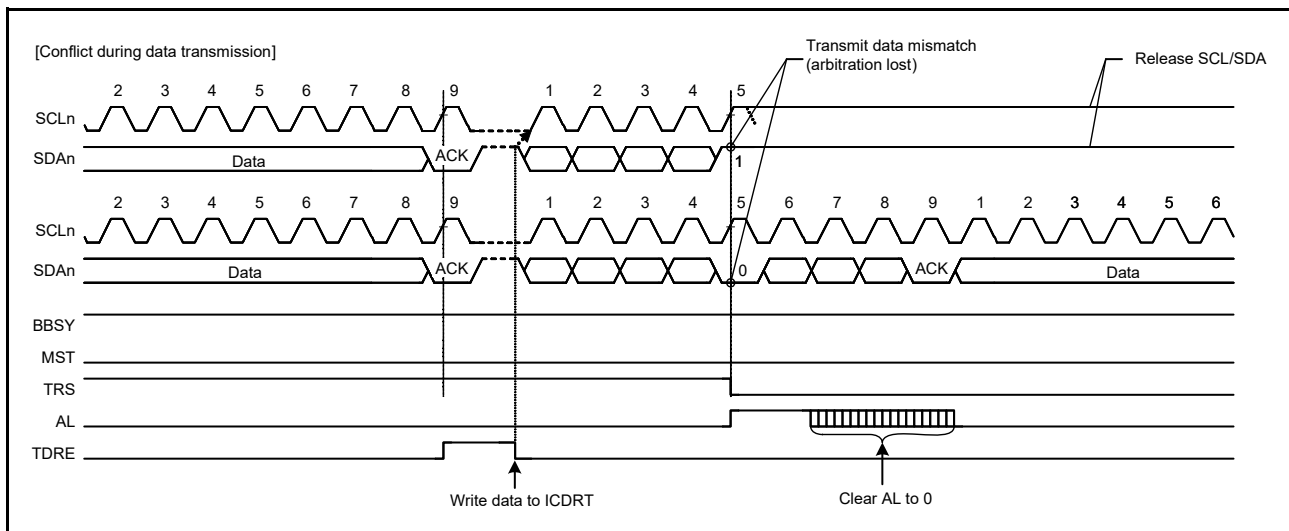 [Conflict during data transmission]
Transmit data mismatch
(arbitration lost)
Release SCL/SDA
2 3 4 5 6 7 8 9 1 2 3 4 5
SCLn
SDAn Data ACK 1
2 3 4 5 6 7 8 9 1 2 3 4 5 6 7 8 9 1 2 3 4 5 6
SCLn
SDAn Data ACK 0 ACK Data
BBSY
MST
TRS
AL
TDRE
Write data to ICDRT
Clear AL to 0